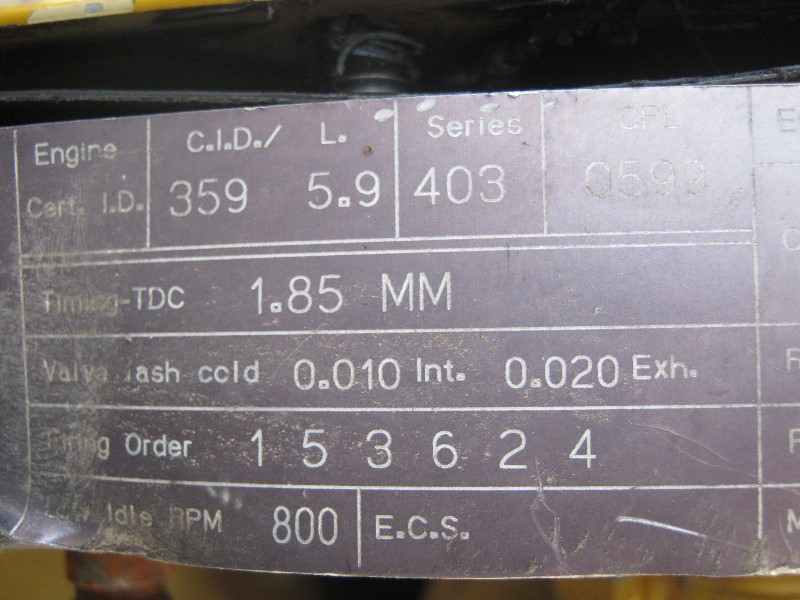 Engine C.I.D./ L. Series CPL
Cert. I.D. 359 5.9 403 0599
Timing-TDC 1.85 MM
Valve lash cold 0.010 Int. 0.020 Exh.
Firing Order 1 5 3 6 2 4
Low Idle RPM 800 E.C.S.